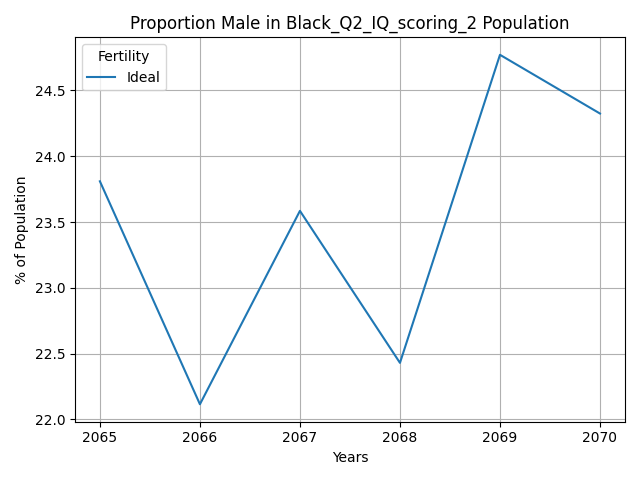 Proportion Male in Black_Q2_IQ_scoring_2 Population
Fertility
Ideal
24.5
24.0
23.5
23.0
22.5
22.0
% of Population
2065 2066 2067 2068 2069 2070
Years